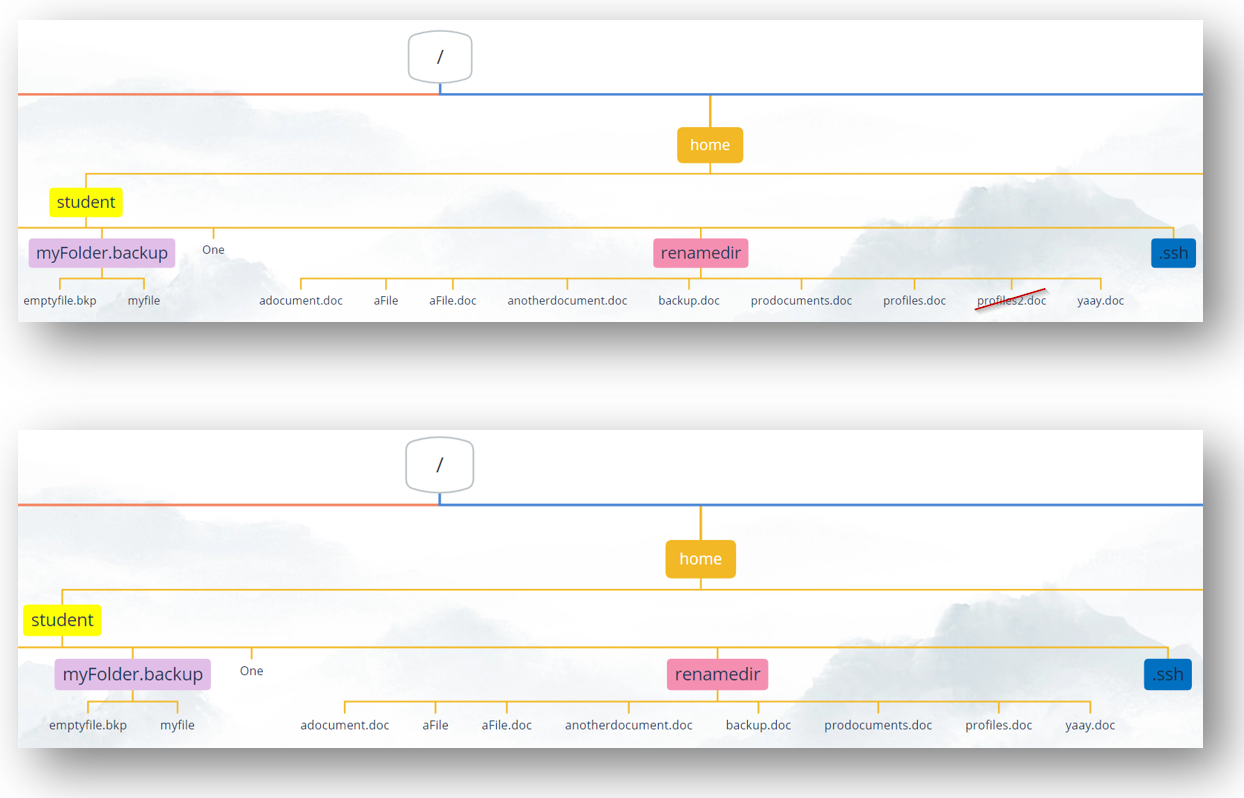 /
home
student
myFolder.backup One renamedir .ssh
emptyfile.bkp myfile adocument.doc aFile aFile.doc anotherdocument.doc backup.doc prodocuments.doc profiles.doc profiles2.doc yaay.doc
/
home
student
myFolder.backup One renamedir .ssh
emptyfile.bkp myfile adocument.doc aFile aFile.doc anotherdocument.doc backup.doc prodocuments.doc profiles.doc yaay.doc